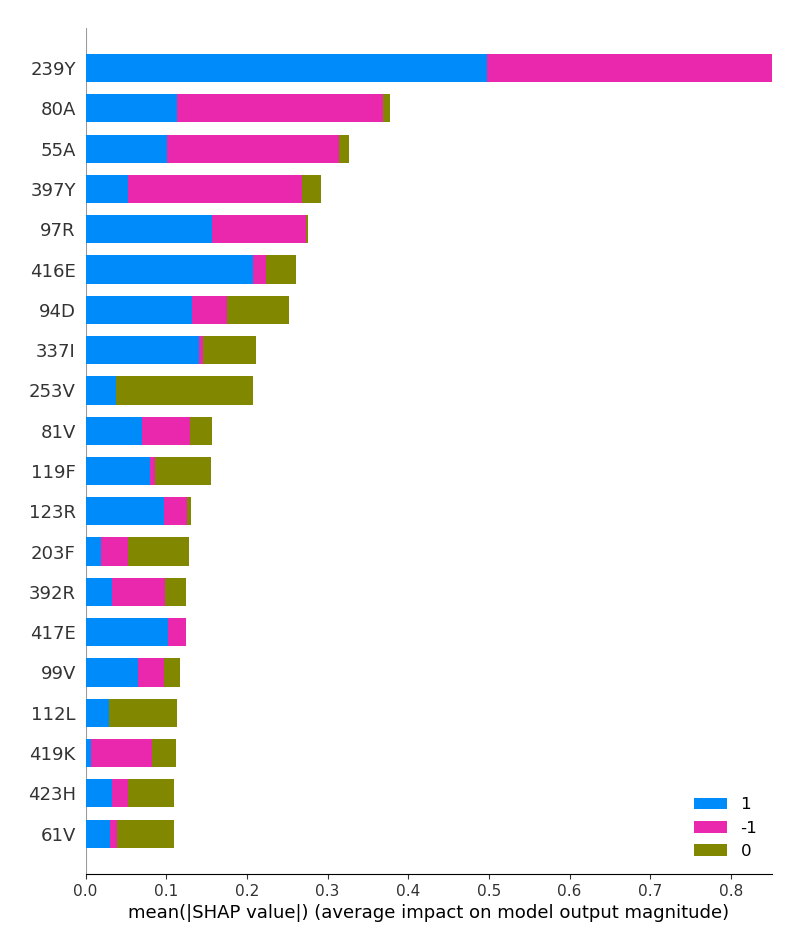 239Y
80A
55A
397Y
97R
416E
94D
337I
253V
81V
119F
123R
203F
392R
417E
99V
112L
419K
423H
61V
1
-1
0
0.0 0.1 0.2 0.3 0.4 0.5 0.6 0.7 0.8
mean(|SHAP value|) (average impact on model output magnitude)